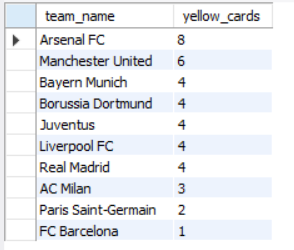 team_name yellow_cards
Arsenal FC 8
Manchester United 6
Bayern Munich 4
Borussia Dortmund 4
Juventus 4
Liverpool FC 4
Real Madrid 4
AC Milan 3
Paris Saint-Germain 2
FC Barcelona 1